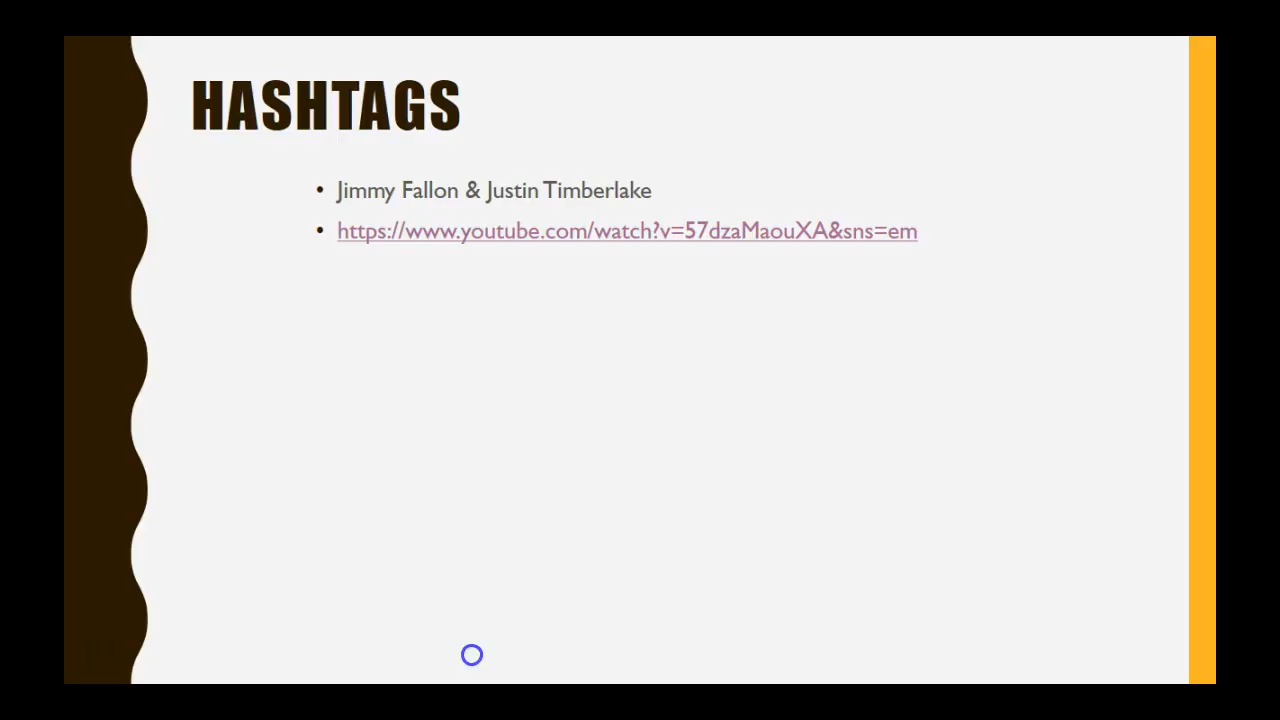 HASHTAGS
• Jimmy Fallon & Justin Timberlake
• https://www.youtube.com/watch?v=57dzaMaouXA&sns=em